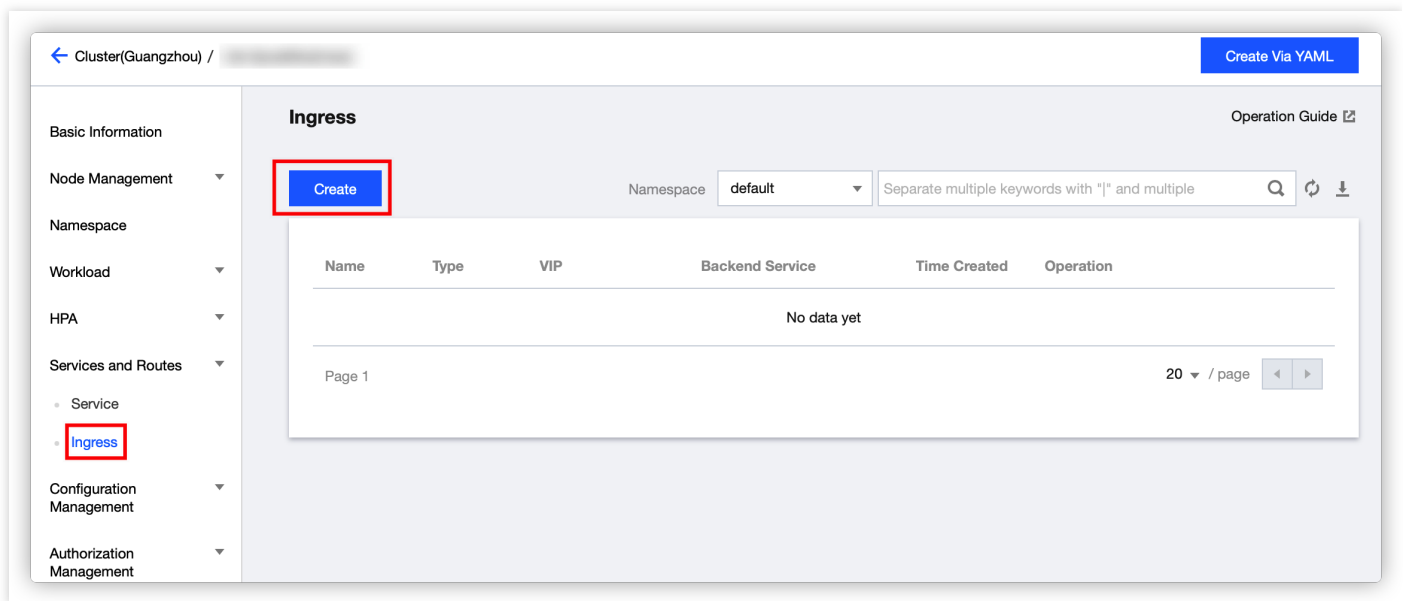 Cluster(Guangzhou) /
Create Via YAML
Basic Information
Node Management
Namespace
Workload
HPA
Services and Routes
Service
Ingress
Configuration
Management
Authorization
Management
Ingress
Operation Guide
Create
Namespace default Separate multiple keywords with "|" and multiple
Name Type VIP Backend Service Time Created Operation
No data yet
Page 1
20 / page